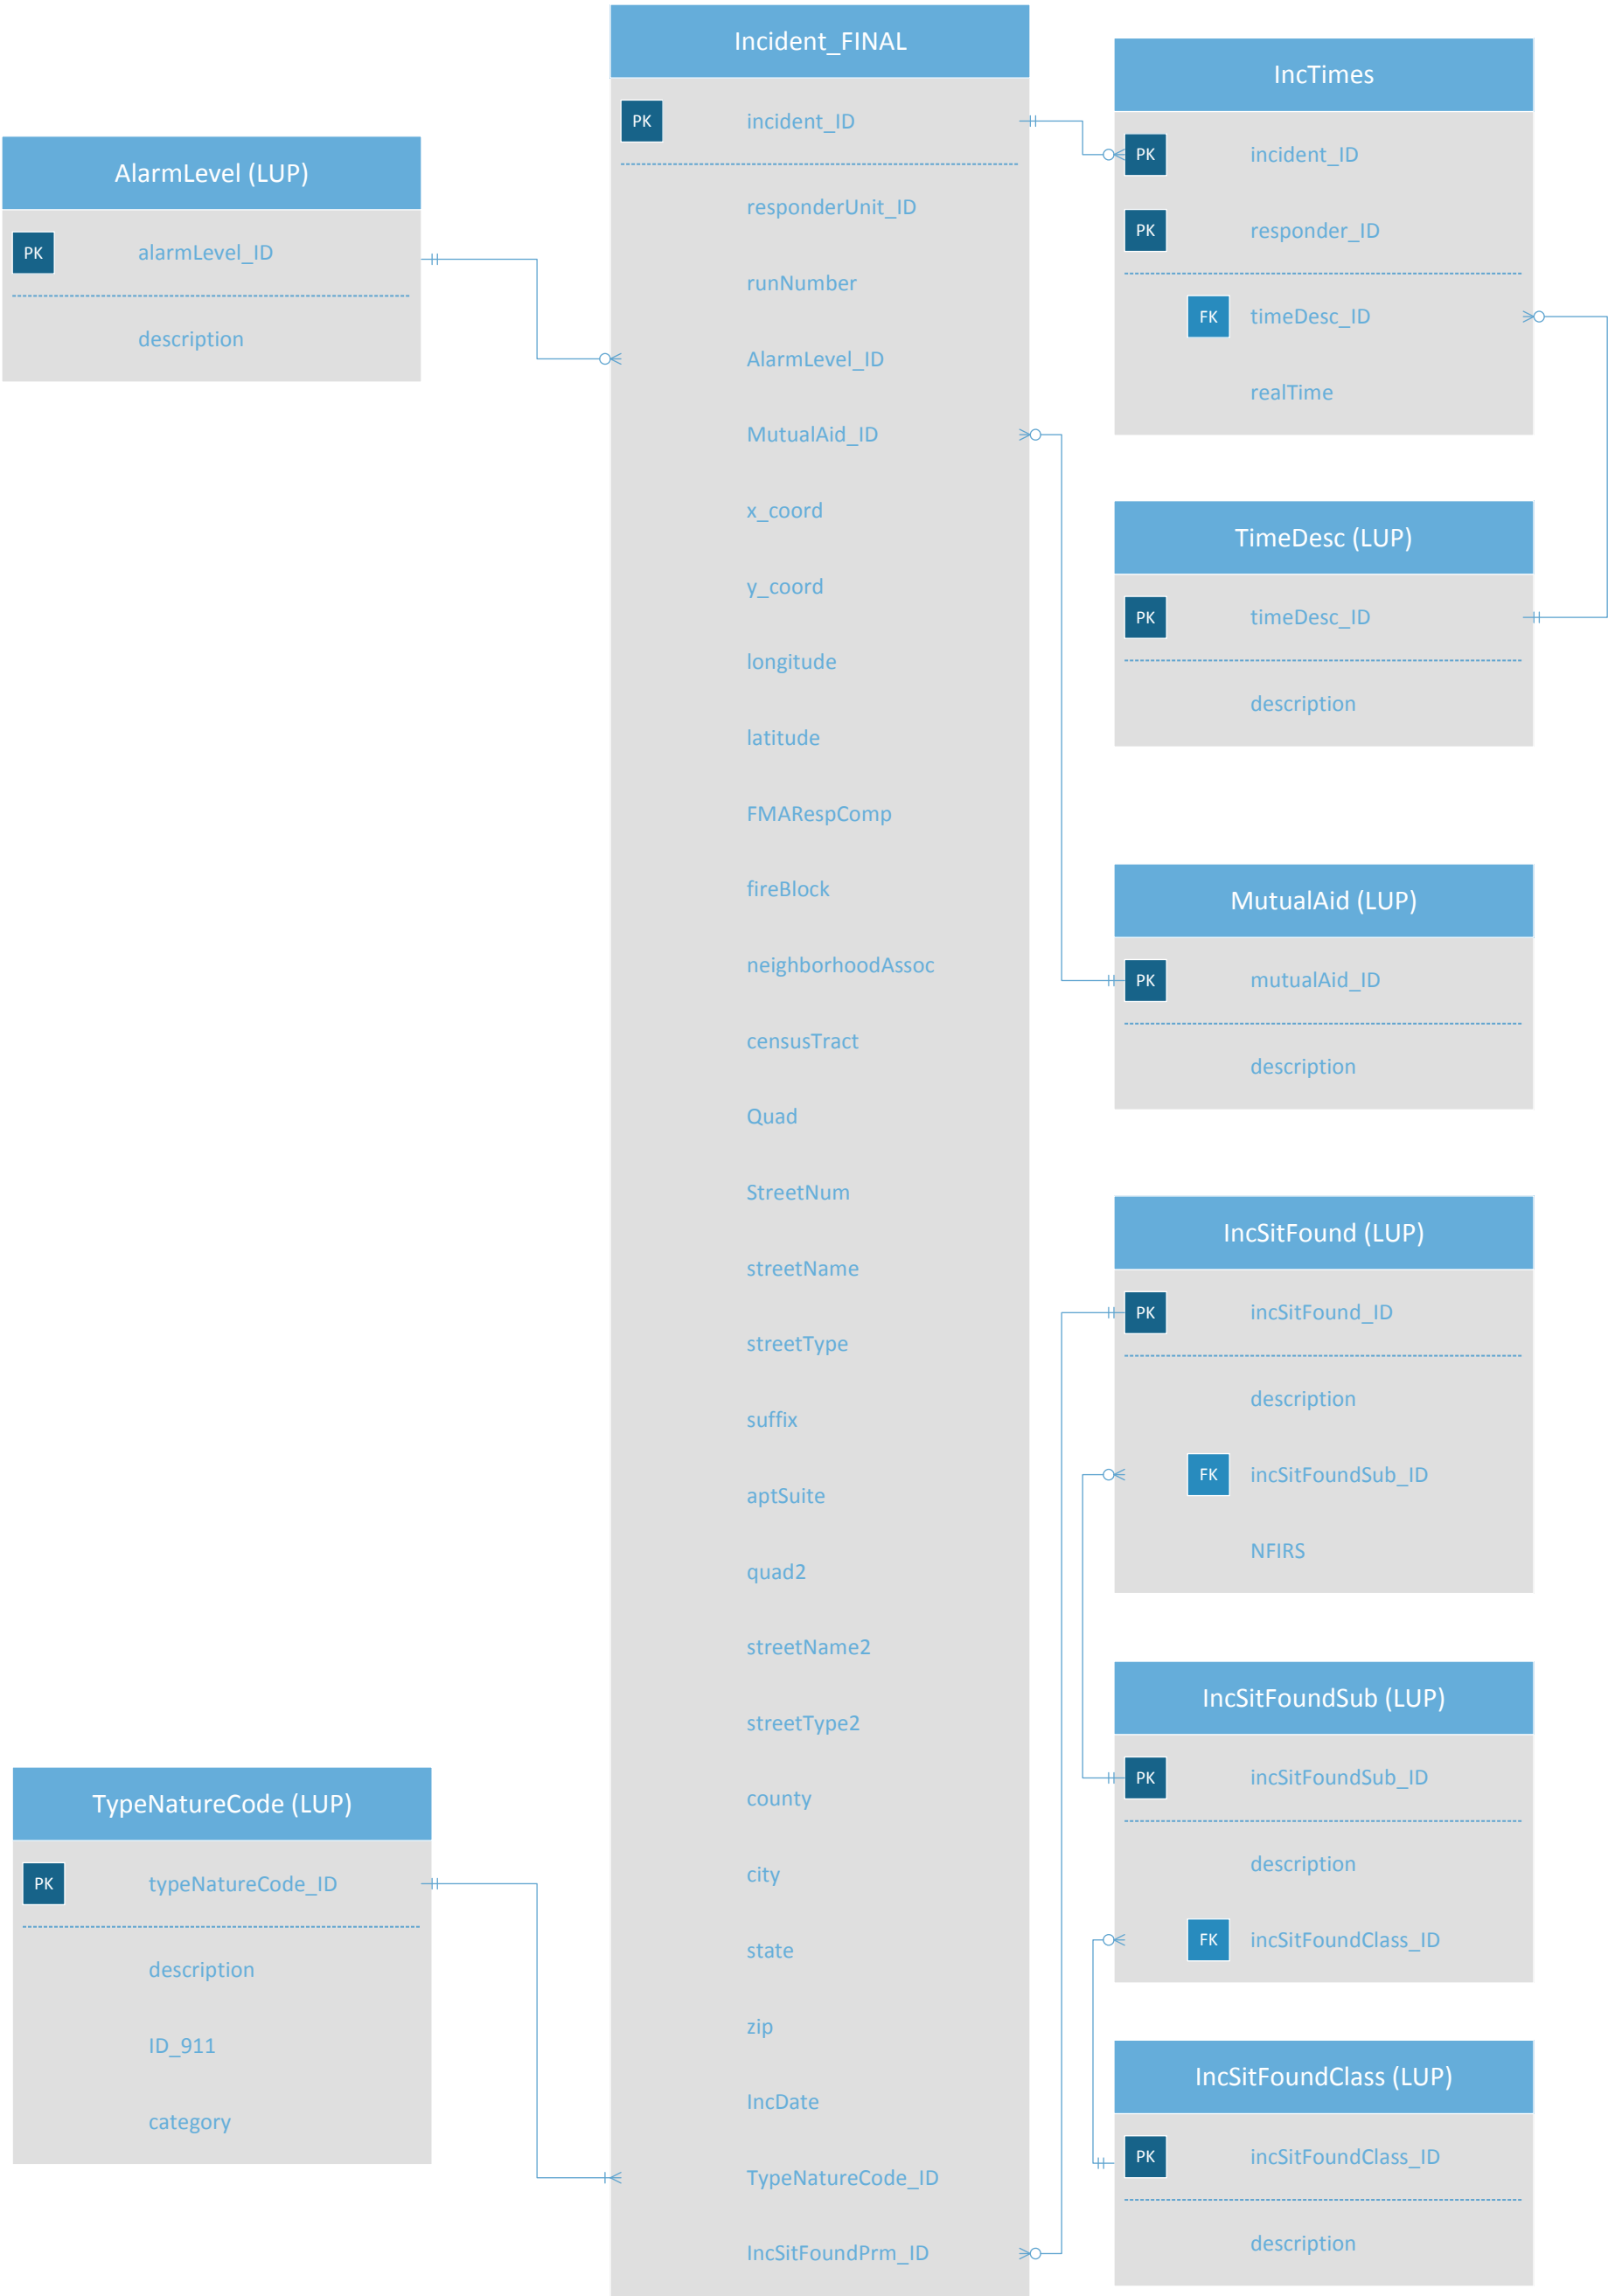 Incident_FINAL
PK
incident_ID
responderUnit_ID
runNumber
AlarmLevel_ID
MutualAid_ID
x_coord
y_coord
longitude
latitude
FMARespComp
fireBlock
neighborhoodAssoc
censusTract
Quad
StreetNum
streetName
streetType
suffix
aptSuite
quad2
streetName2
streetType2
county
city
state
zip
IncDate
TypeNatureCode_ID
IncSitFoundPrm_ID
AlarmLevel (LUP)
PK
alarmLevel_ID
description
TypeNatureCode (LUP)
PK
typeNatureCode_ID
description
ID_911
category
IncTimes
PK
incident_ID
PK
responder_ID
FK
timeDesc_ID
realTime
TimeDesc (LUP)
PK
timeDesc_ID
description
MutualAid (LUP)
PK
mutualAid_ID
description
IncSitFound (LUP)
PK
incSitFound_ID
description
FK
incSitFoundSub_ID
NFIRS
IncSitFoundSub (LUP)
PK
incSitFoundSub_ID
description
FK
incSitFoundClass_ID
IncSitFoundClass (LUP)
PK
incSitFoundClass_ID
description